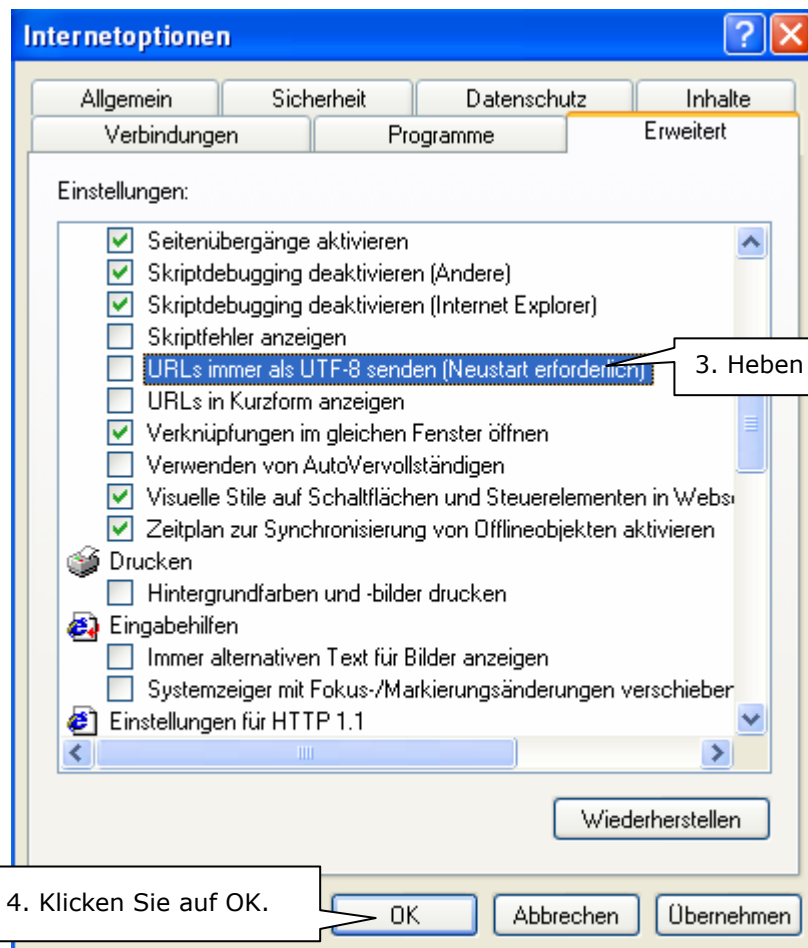 Internetoptionen
Allgemein Sicherheit Datenschutz Inhalte
Verbindungen Programme Erweitert
Einstellungen:
Seitenübergänge aktivieren
Skriptdebugging deaktivieren (Andere)
Skriptdebugging deaktivieren (Internet Explorer)
Skriptfehler anzeigen
URLs immer als UTF-8 senden (Neustart erforderlich)
3. Heben
URLs in Kurzform anzeigen
Verknüpfungen im gleichen Fenster öffnen
Verwenden von AutoVervollständigen
Visuelle Stile auf Schaltflächen und Steuerelementen in Webs
Zeitplan zur Synchronisierung von Offlineobjekten aktivieren
Drucken
Hintergrundfarben und -bilder drucken
Eingabehilfen
Immer alternativen Text für Bilder anzeigen
Systemzeiger mit Fokus-/Markierungsänderungen verschieben
Einstellungen für HTTP 1.1
Wiederherstellen
4. Klicken Sie auf OK.
OK Abbrechen Übernehmen